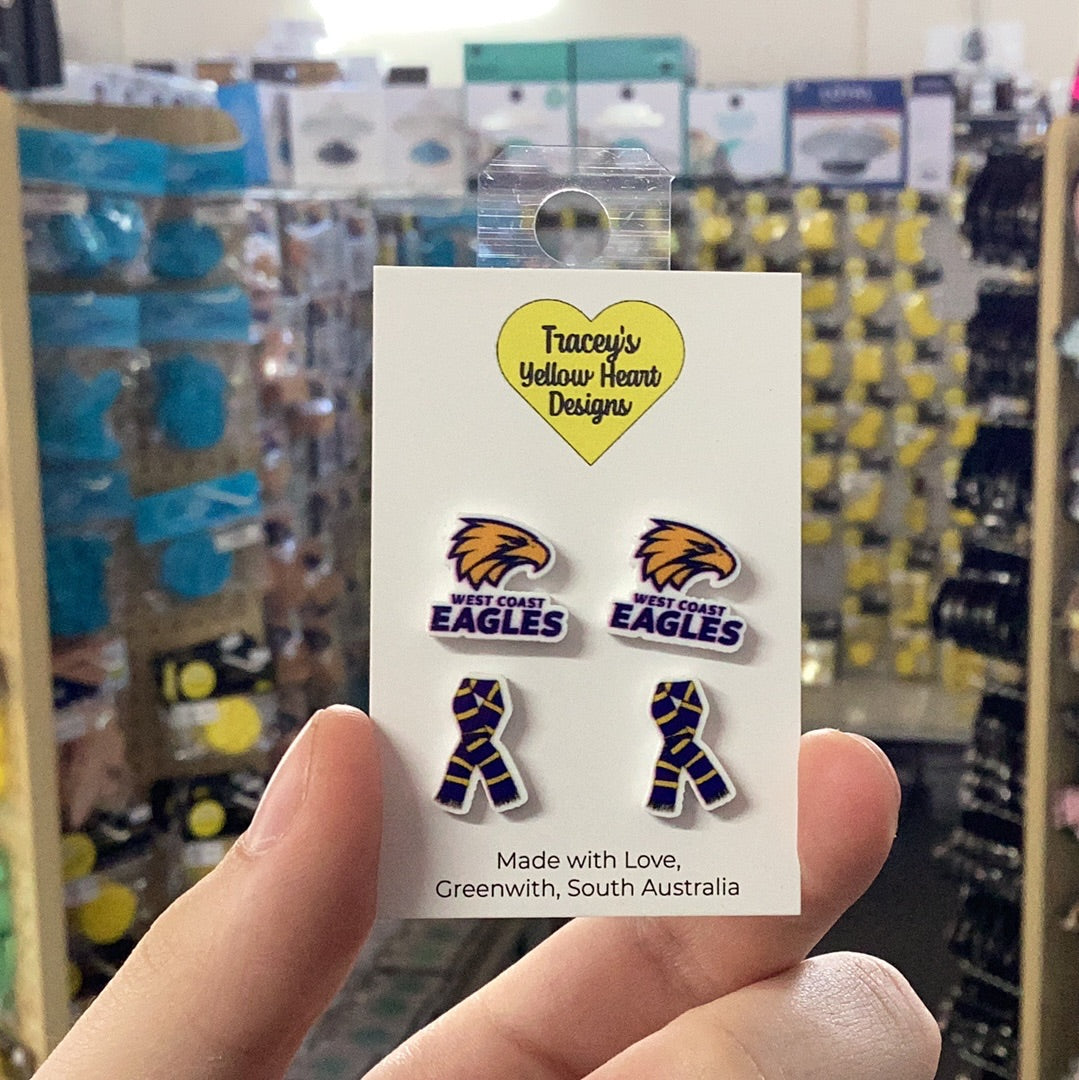 Tracey's
Yellow Heart
Designs
WEST COAST
EAGLES
WEST COAST
EAGLES
Made with Love,
Greenwith, South Australia